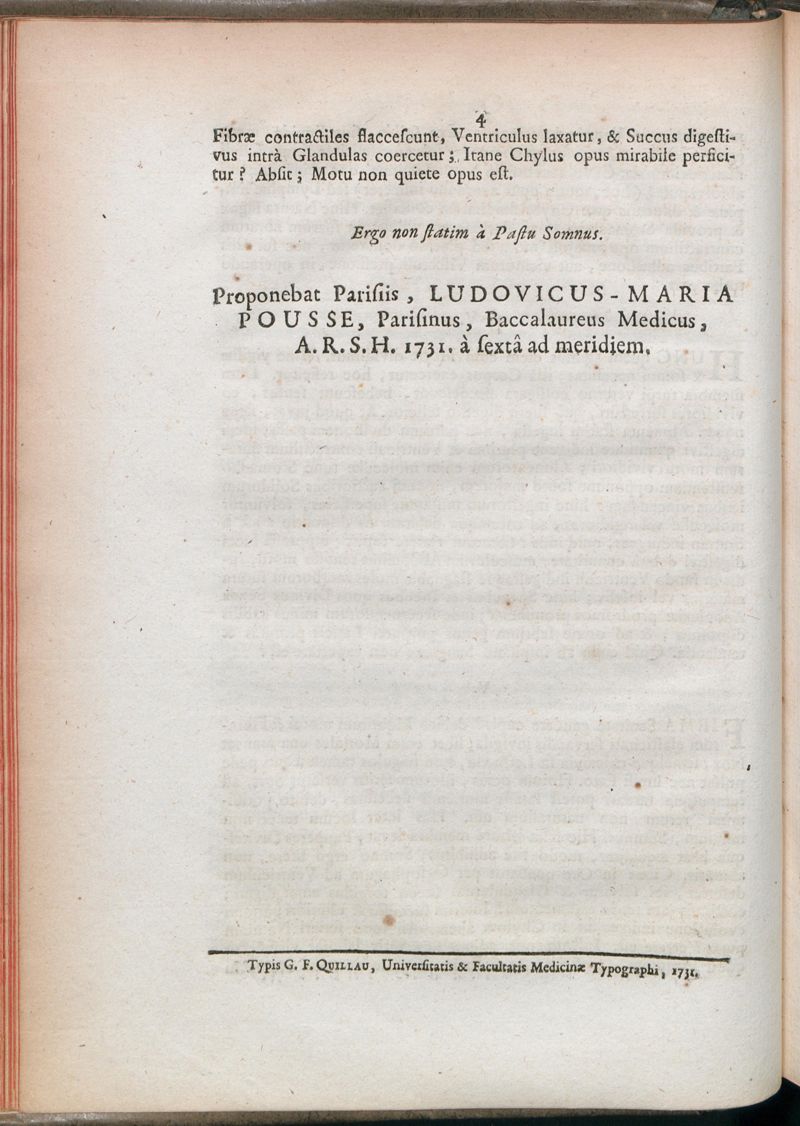 4
Fibræ contractiles flaccescunt, Ventriculus laxatur, & Succus digesti-
vus intrà Glandulas coercetur; Itane Chylus opus mirabile perfici-
tur? Absit; Motu non quiete opus est.
Ergo non statim à Pastu Somnus.
Proponebat Parisiis, LUDOVICUS-MARIA
POUSSE, Parisinus, Baccalaureus Medicus,
A. R. S. H. 1731. à sextâ ad meridiem.
Typis G. F. QUILLAU, Universitatis & Facultatis Medicinæ Typographi, 1731.